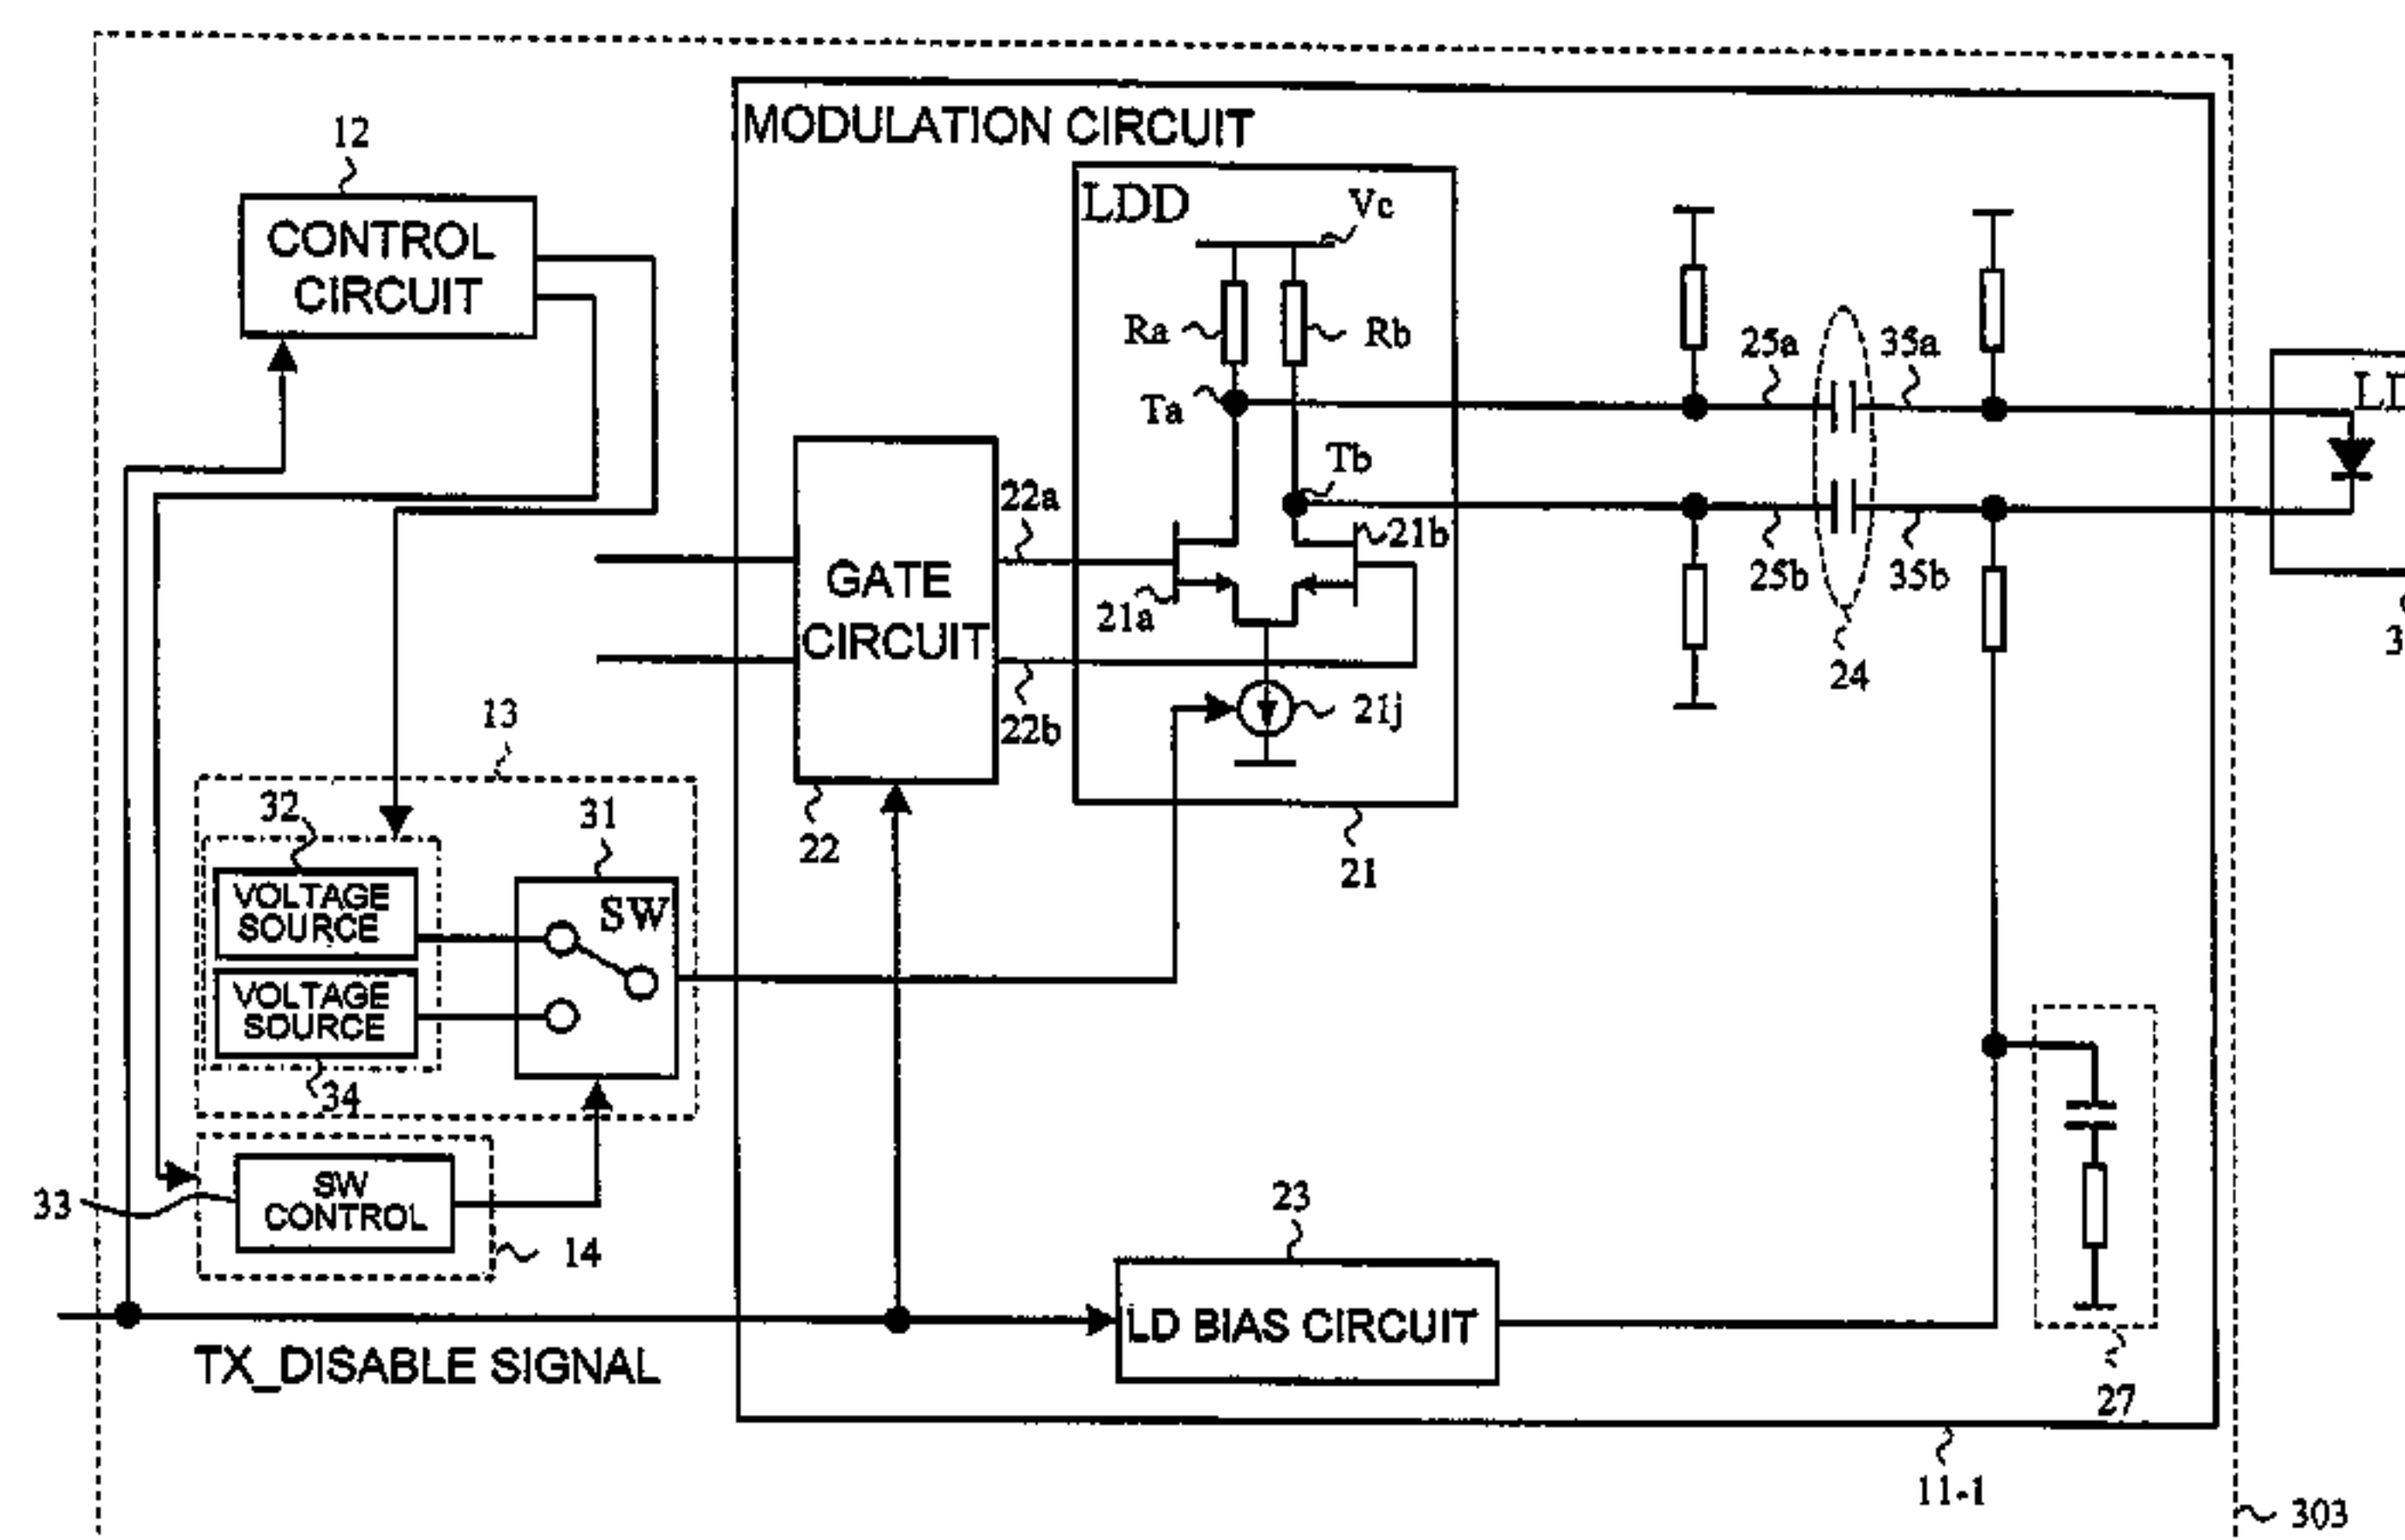 MODULATION CIRCUIT
12
CONTROL
CIRCUIT
LDD
Vc
Ra
Rb
Ta
Tb
25a
35a
25b
35b
24
22a
22b
21a
21b
21j
GATE
CIRCUIT
22
21
13
32
31
SW
VOLTAGE
SOURCE
VOLTAGE
SOURCE
34
33
SW
CONTROL
14
23
LD BIAS CIRCUIT
TX_DISABLE SIGNAL
27
11-1
303